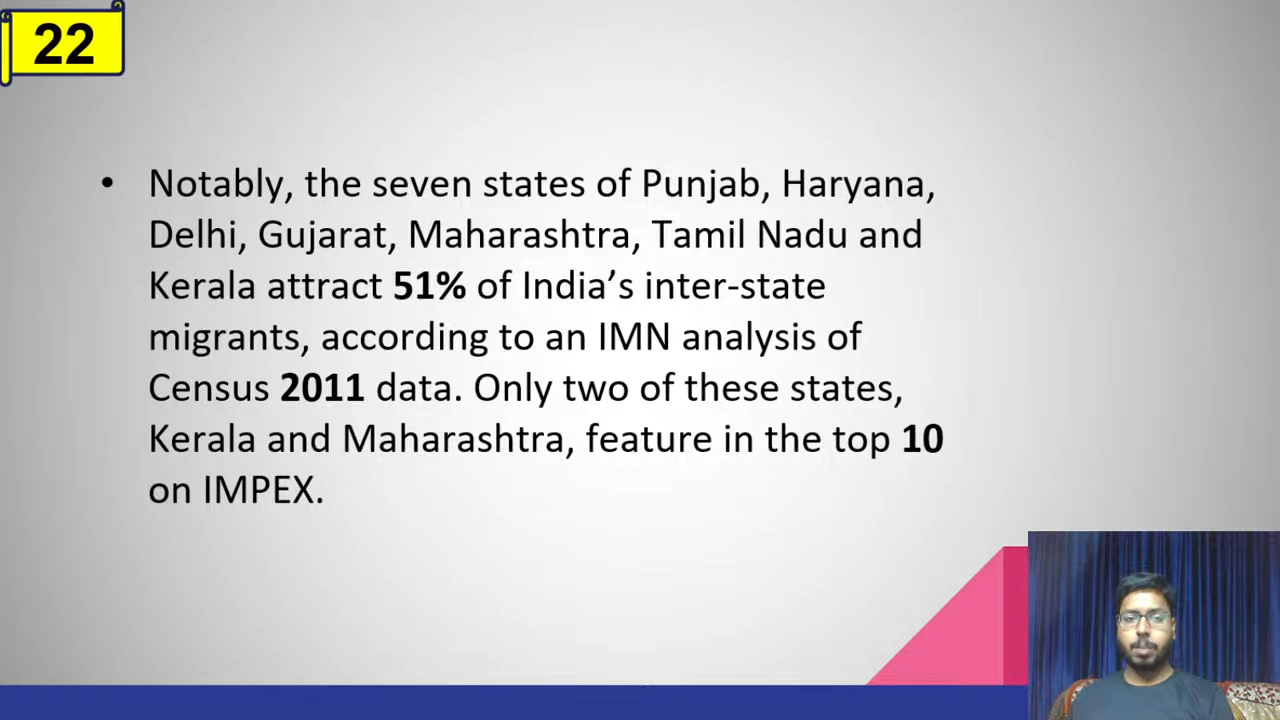 22
• Notably, the seven states of Punjab, Haryana,
Delhi, Gujarat, Maharashtra, Tamil Nadu and
Kerala attract 51% of India’s inter-state
migrants, according to an IMN analysis of
Census 2011 data. Only two of these states,
Kerala and Maharashtra, feature in the top 10
on IMPEX.